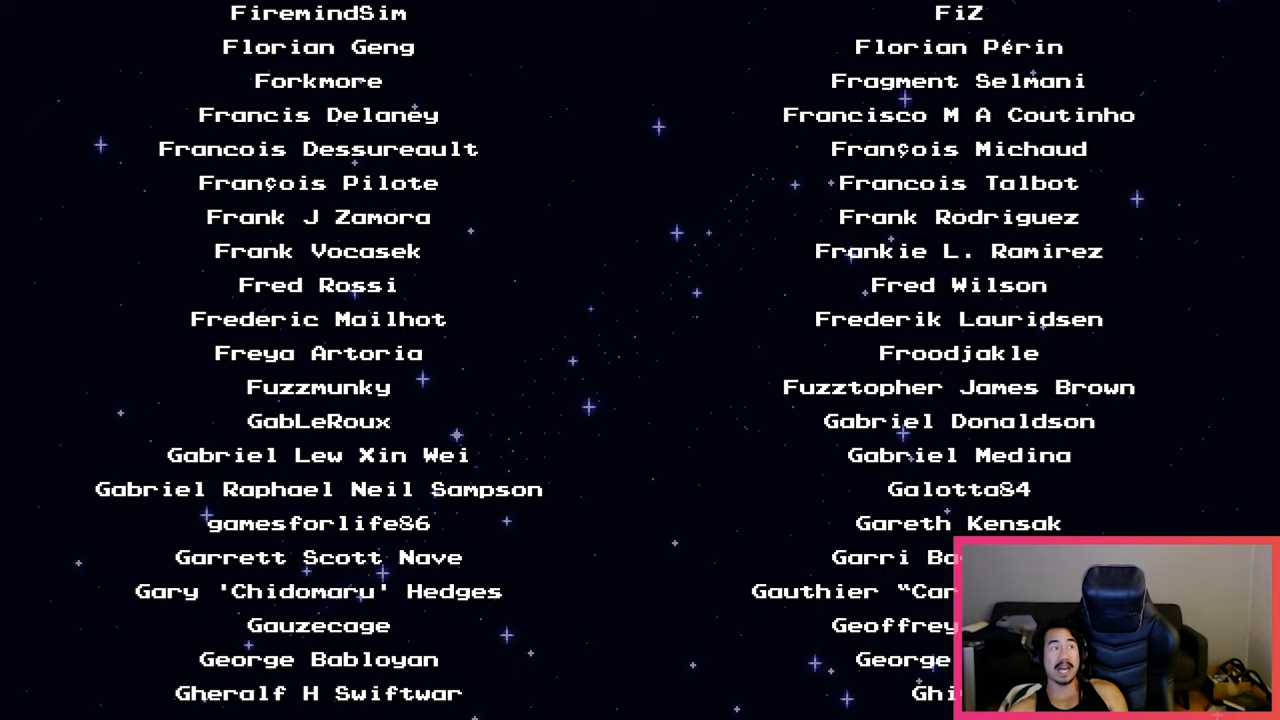 FiremindSim FiZ
Florian Geng Florian Périn
Forkmore Fragment Selmani
Francis Delaney Francisco M A Coutinho
Francois Dessureault François Michaud
François Pilote Francois Talbot
Frank J Zamora Frank Rodriguez
Frank Vocasek Frankie L. Ramirez
Fred Rossi Fred Wilson
Frederic Mailhot Frederik Lauridsen
Freya Artoria Froodjakle
Fuzzmunky Fuzztopher James Brown
GabLeRoux Gabriel Donaldson
Gabriel Lew Xin Wei Gabriel Medina
Gabriel Raphael Neil Sampson Galotta84
gamesforlife86 Gareth Kensak
Garrett Scott Nave Garri
Gary 'Chidomaru' Hedges Gauthier
Gauzecage Geoffrey
George Babloyan George
Gheralf H Swiftwar